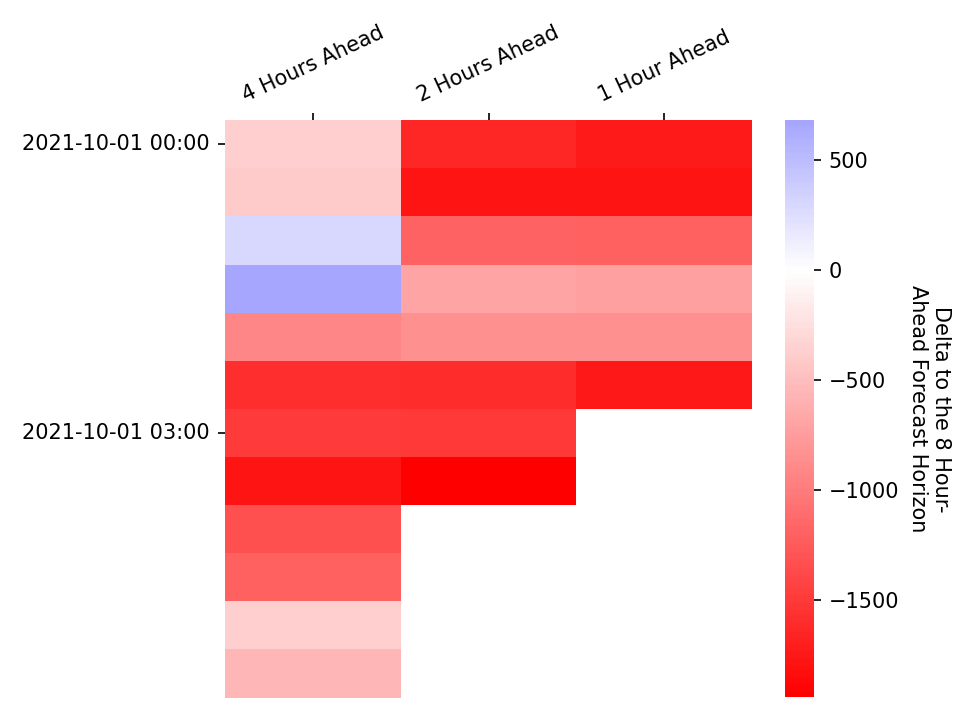 4 Hours Ahead
2 Hours Ahead
1 Hour Ahead
2021-10-01 00:00
2021-10-01 03:00
500
0
−500
−1000
−1500
Delta to the 8 Hour-
Ahead Forecast Horizon